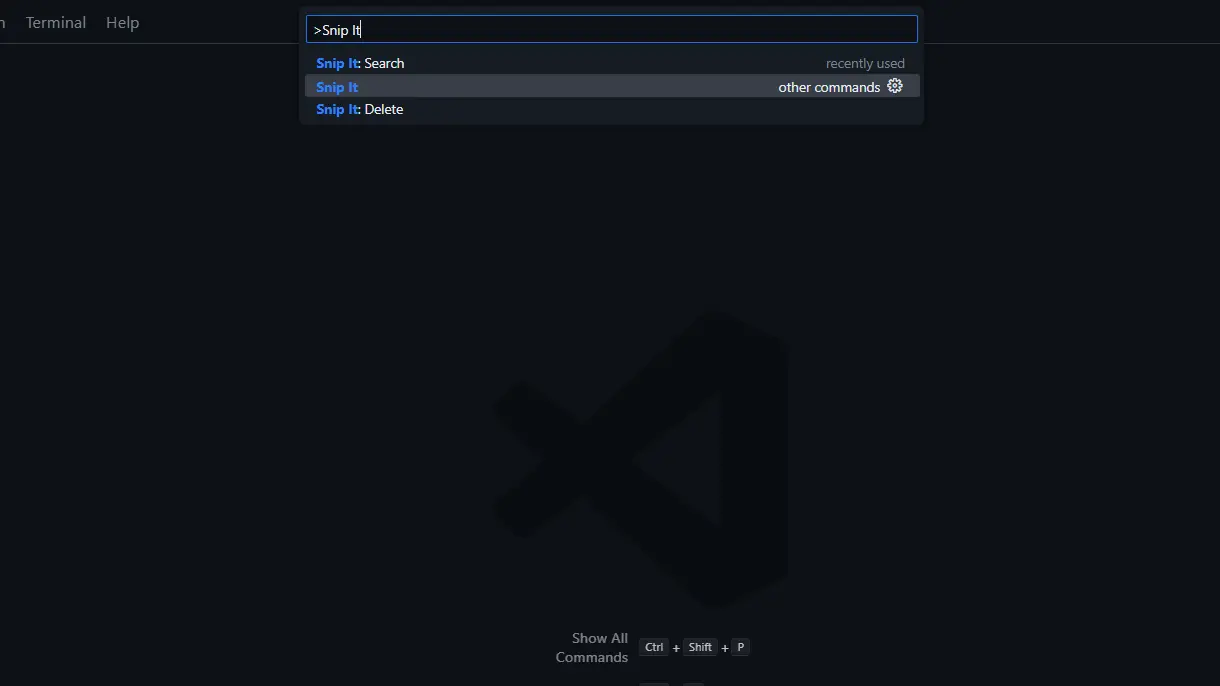 Terminal Help
>Snip It
Snip It: Search recently used
Snip It other commands
Snip It: Delete
Show All
Commands Ctrl + Shift + P